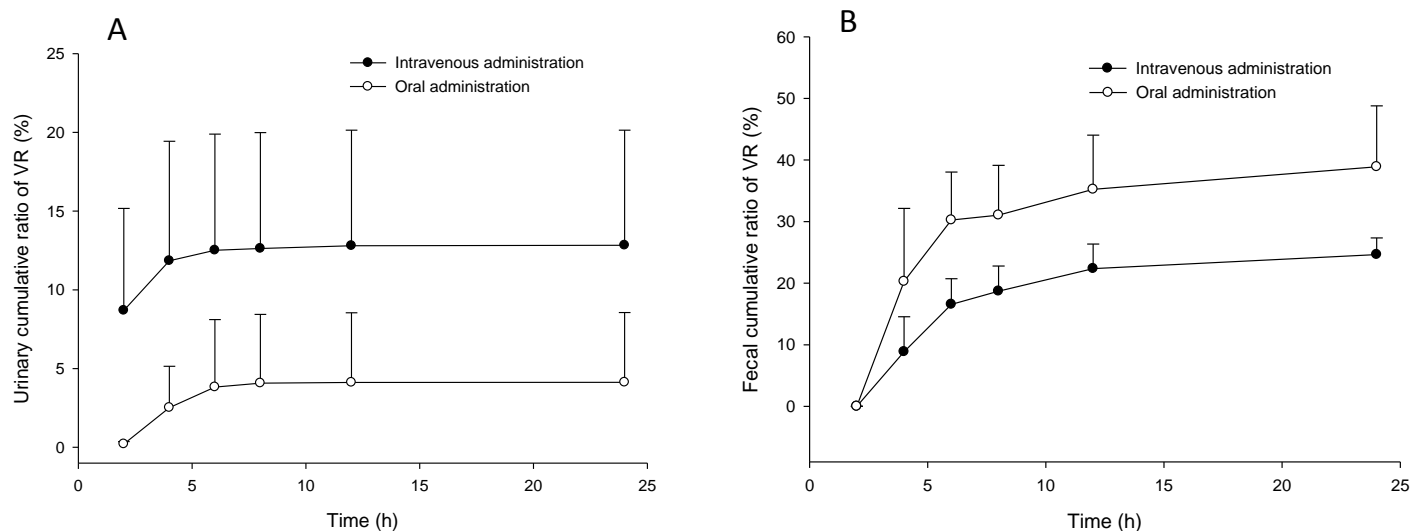 A
Intravenous administration
Oral administration
Urinary cumulative ratio of VR (%)
25
20
15
10
5
0
0 5 10 15 20 25
Time (h)
B
Intravenous administration
Oral administration
Fecal cumulative ratio of VR (%)
60
50
40
30
20
10
0
0 5 10 15 20 25
Time (h)